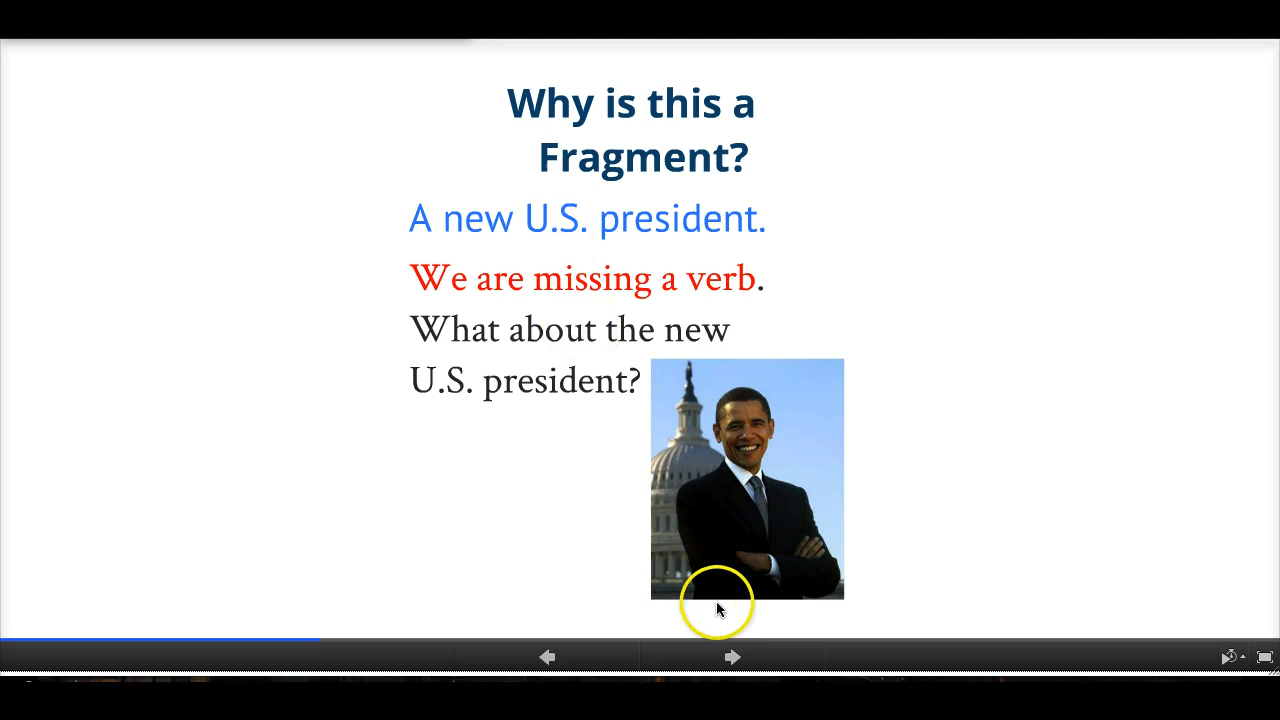 Why is this a
Fragment?
A new U.S. president.
We are missing a verb.
What about the new
U.S. president?